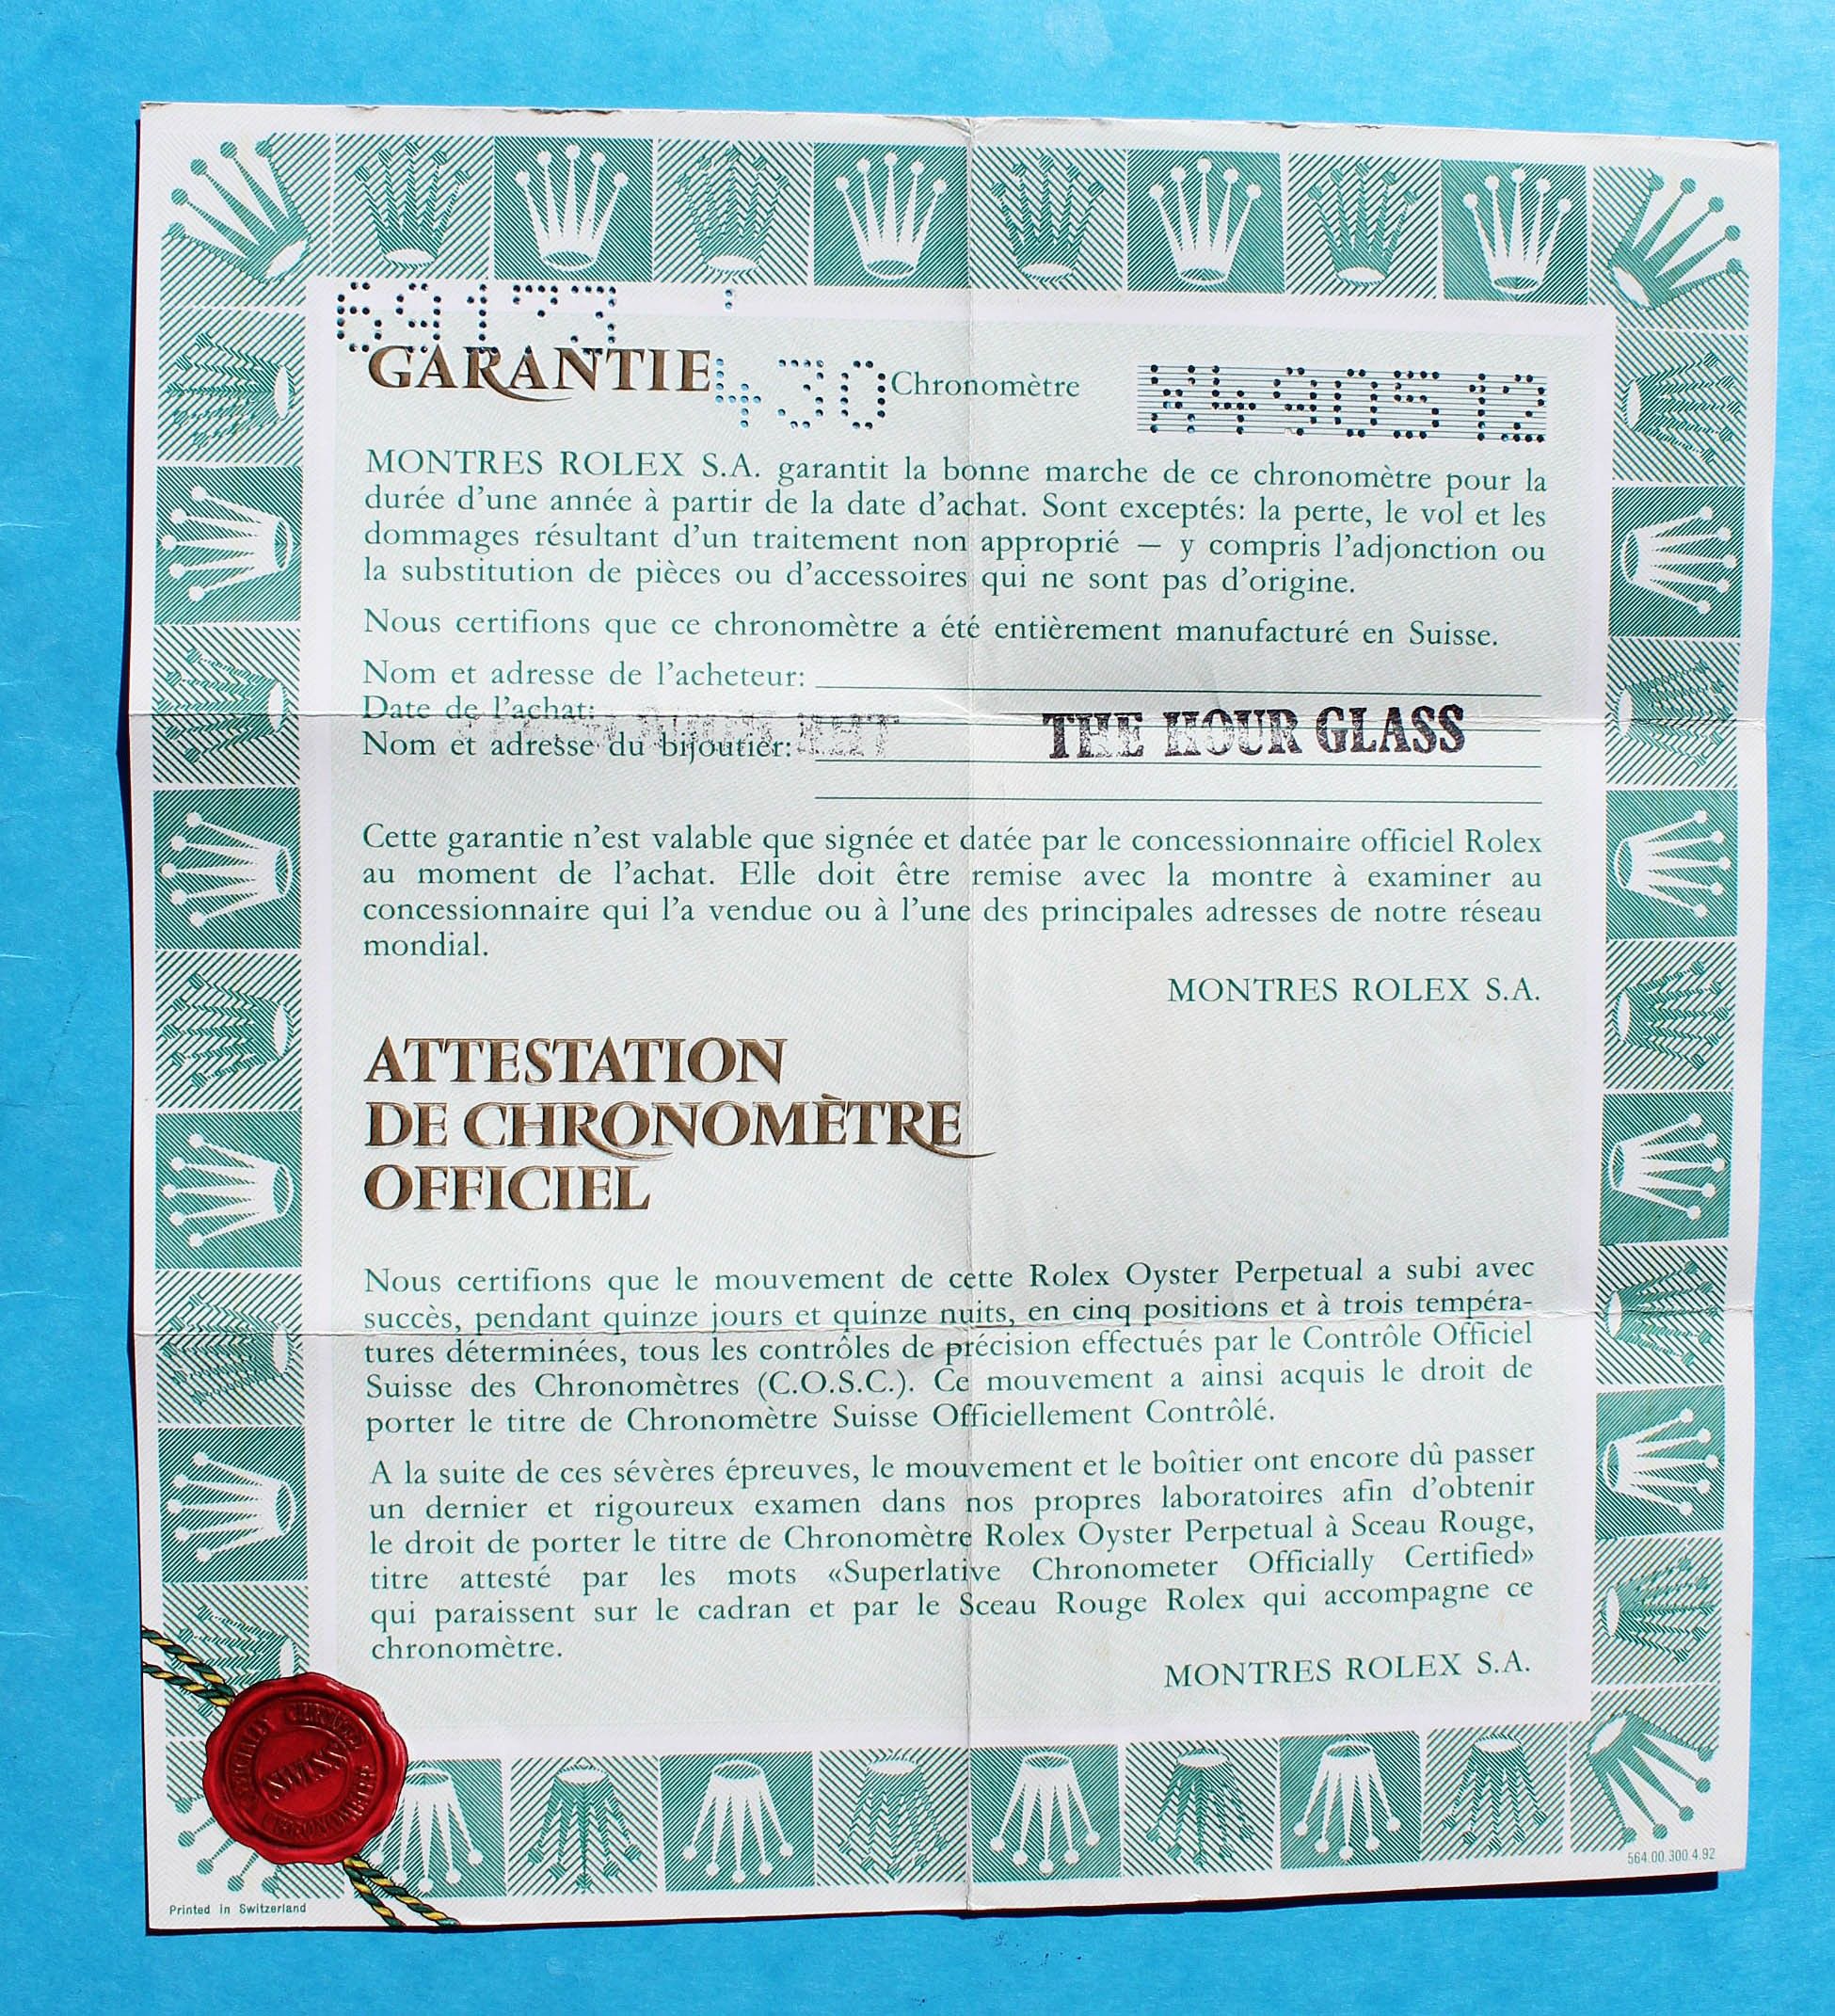 69173
GARANTIE 430 Chronomètre X490512
MONTRES ROLEX S.A. garantit la bonne marche de ce chronomètre pour la
durée d'une année à partir de la date d'achat. Sont exceptés: la perte, le vol et les
dommages résultant d'un traitement non approprié — y compris l'adjonction ou
la substitution de pièces ou d'accessoires qui ne sont pas d'origine.
Nous certifions que ce chronomètre a été entièrement manufacturé en Suisse.
Nom et adresse de l'acheteur:
Date de l'achat:
Nom et adresse du bijoutier: THE HOUR GLASS
Cette garantie n'est valable que signée et datée par le concessionnaire officiel Rolex
au moment de l'achat. Elle doit être remise avec la montre à examiner au
concessionnaire qui l'a vendue ou à l'une des principales adresses de notre réseau
mondial.
MONTRES ROLEX S.A.
ATTESTATION
DE CHRONOMÈTRE
OFFICIEL
Nous certifions que le mouvement de cette Rolex Oyster Perpetual a subi avec
succès, pendant quinze jours et quinze nuits, en cinq positions et à trois tempéra-
tures déterminées, tous les contrôles de précision effectués par le Contrôle Officiel
Suisse des Chronomètres (C.O.S.C.). Ce mouvement a ainsi acquis le droit de
porter le titre de Chronomètre Suisse Officiellement Contrôlé.
A la suite de ces sévères épreuves, le mouvement et le boîtier ont encore dû passer
un dernier et rigoureux examen dans nos propres laboratoires afin d'obtenir
le droit de porter le titre de Chronomètre Rolex Oyster Perpetual à Sceau Rouge,
titre attesté par les mots «Superlative Chronometer Officially Certified»
qui paraissent sur le cadran et par le Sceau Rouge Rolex qui accompagne ce
chronomètre.
MONTRES ROLEX S.A.
SWISS
564.00.300.4.92
Printed in Switzerland